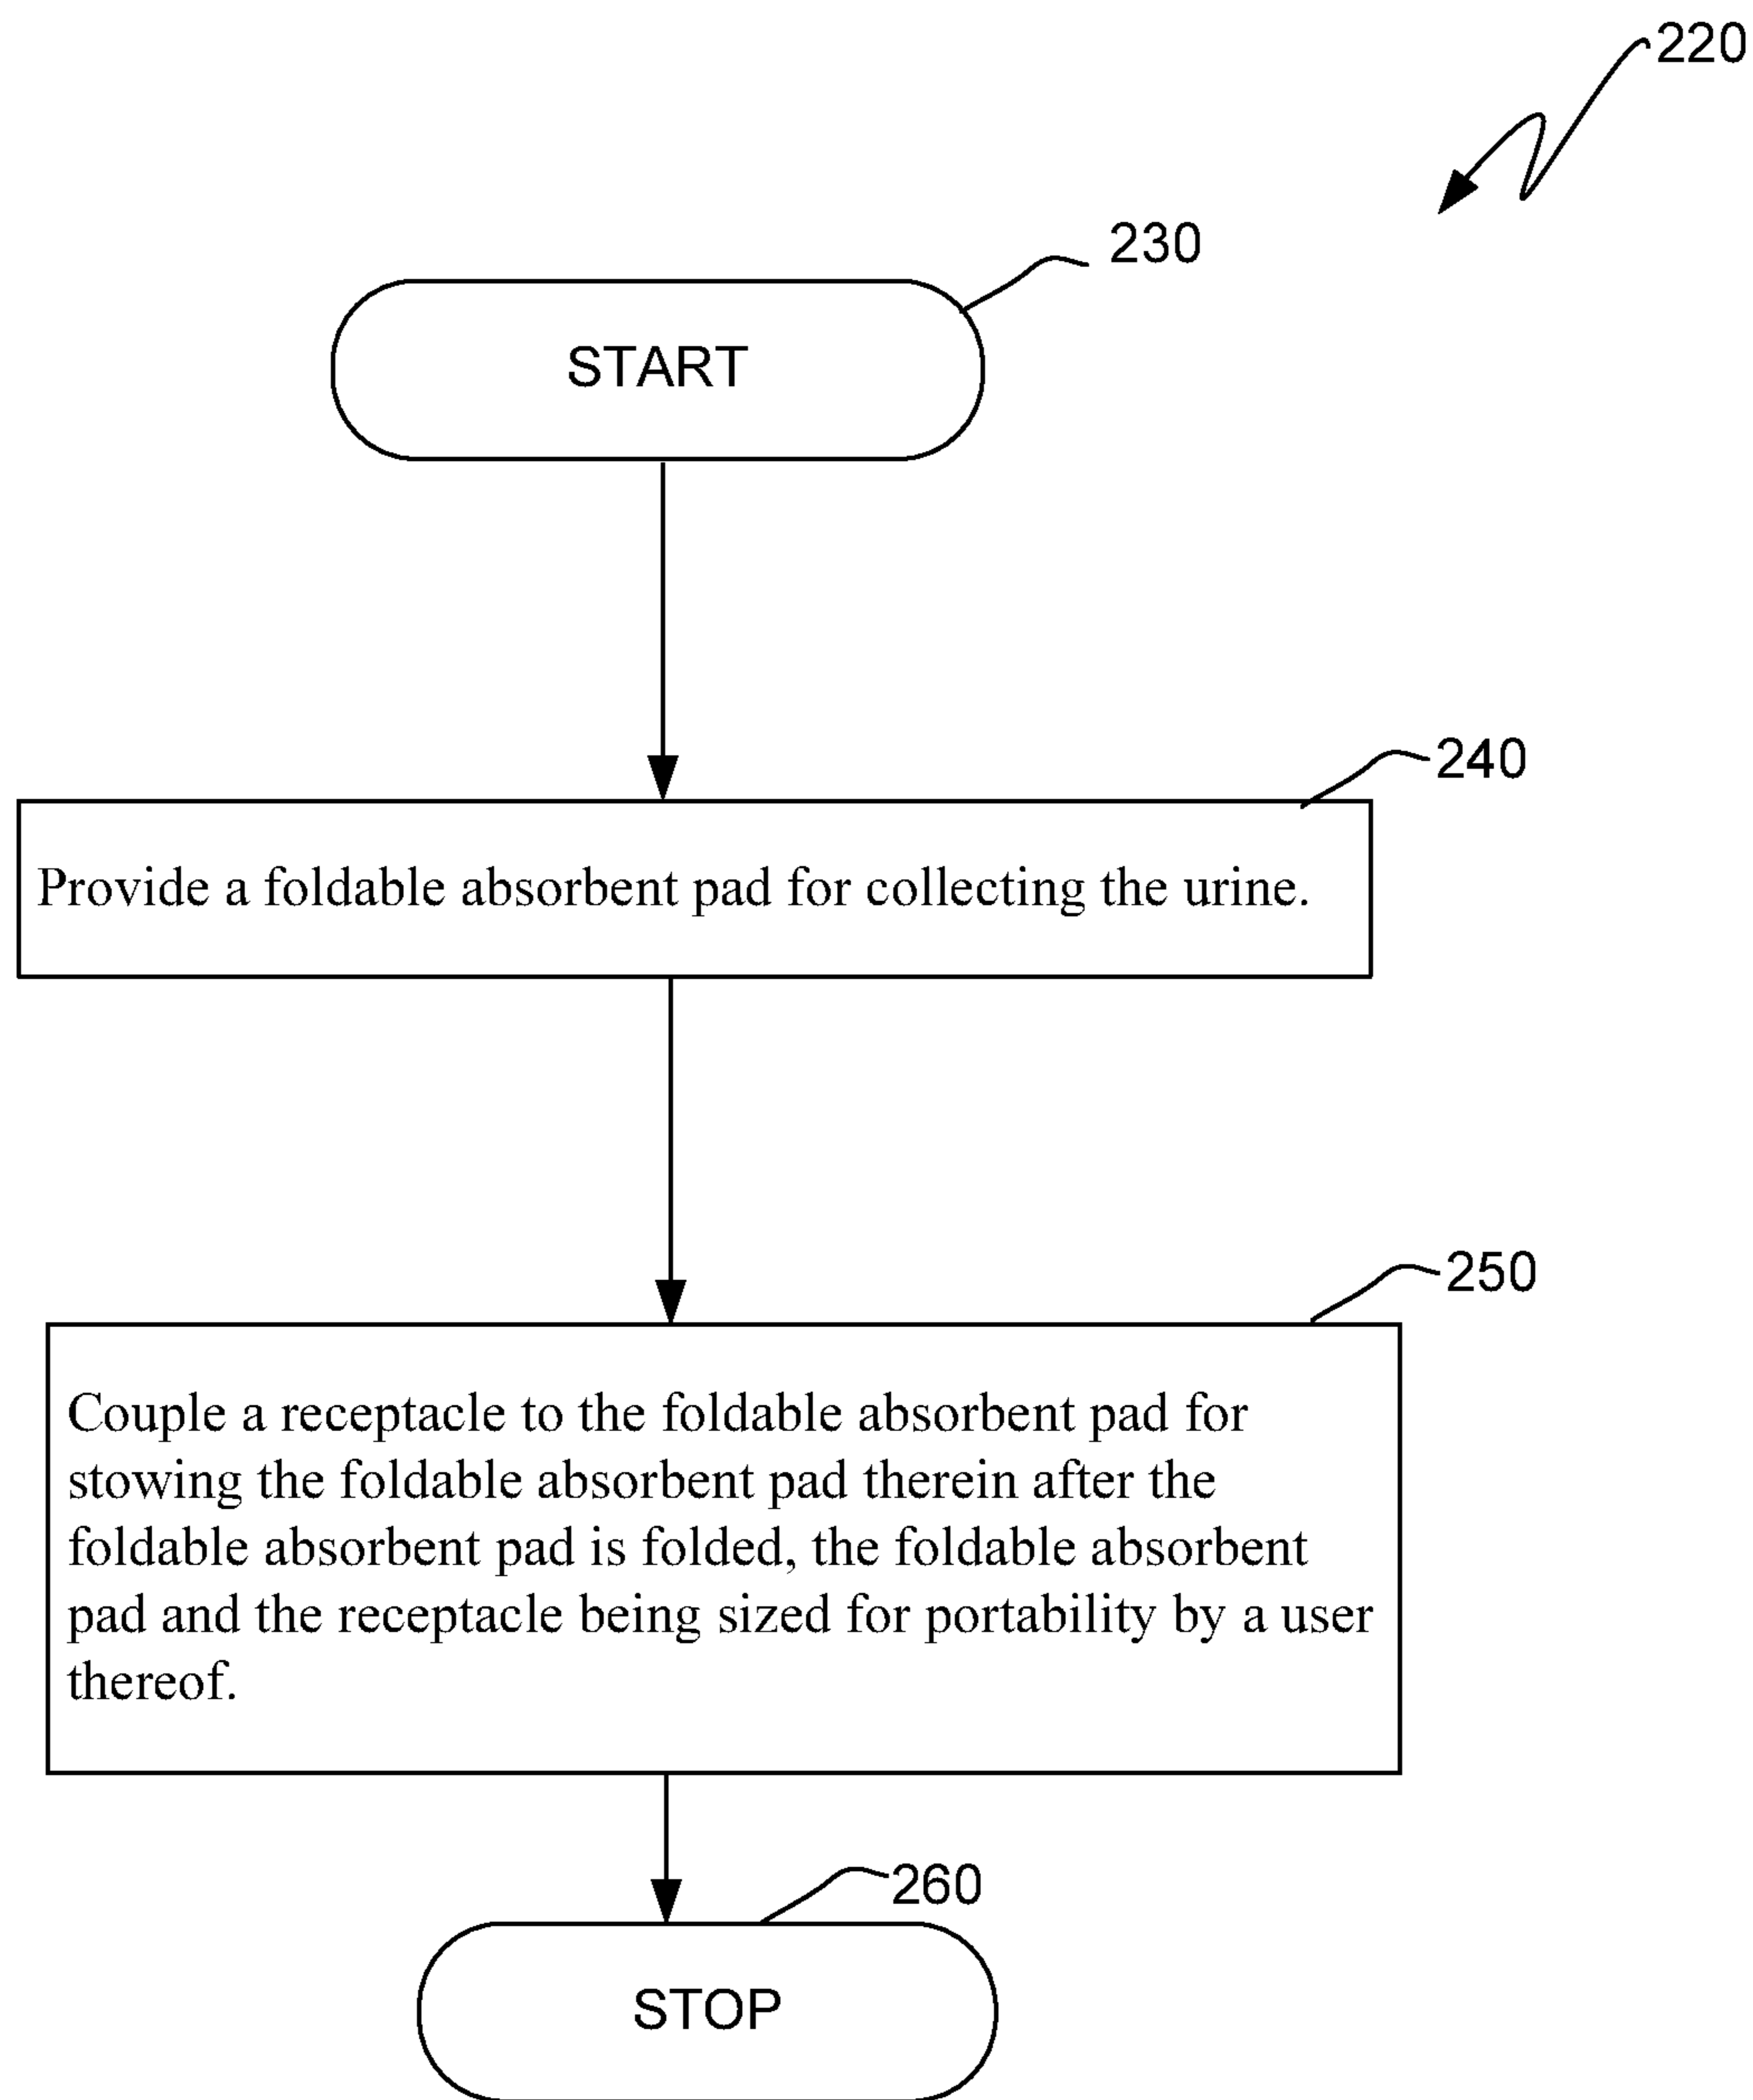 220
230
START
240
Provide a foldable absorbent pad for collecting the urine.
250
Couple a receptacle to the foldable absorbent pad for
stowing the foldable absorbent pad therein after the
foldable absorbent pad is folded, the foldable absorbent
pad and the receptacle being sized for portability by a user
thereof.
260
STOP